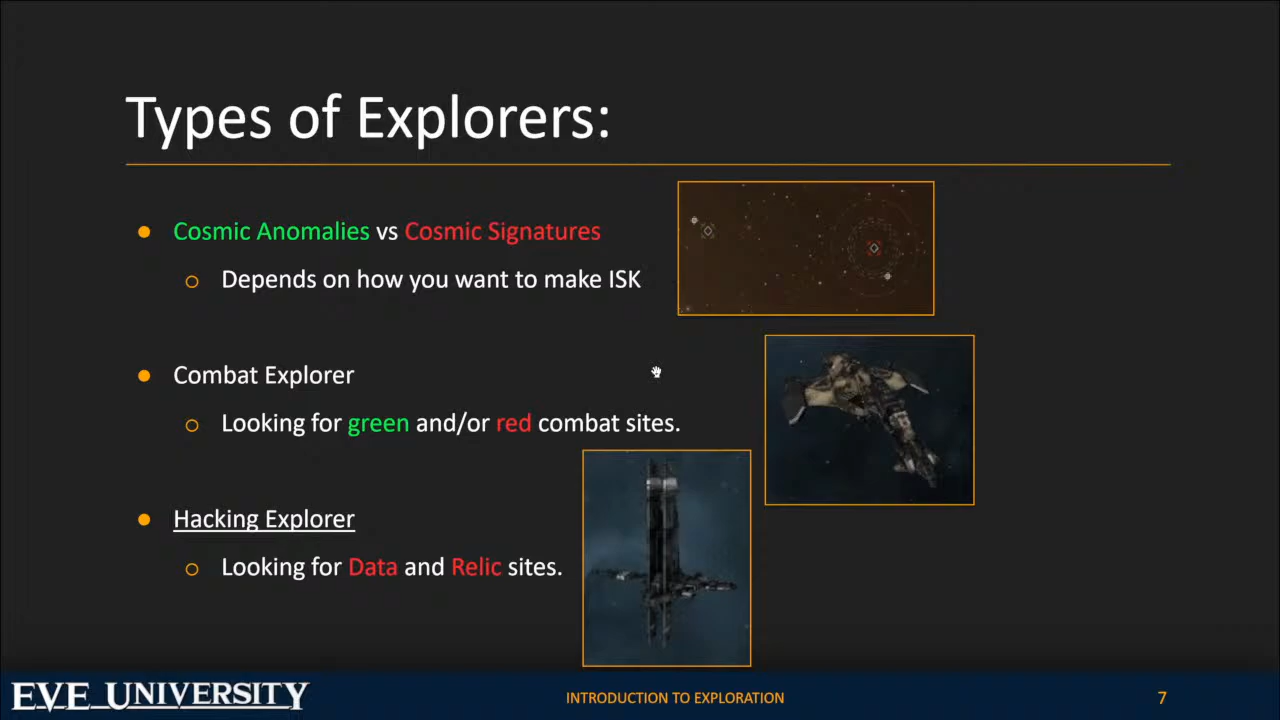 Types of Explorers:
Cosmic Anomalies vs Cosmic Signatures
Depends on how you want to make ISK
Combat Explorer
Looking for green and/or red combat sites.
Hacking Explorer
Looking for Data and Relic sites.
EVE UNIVERSITY
INTRODUCTION TO EXPLORATION
7